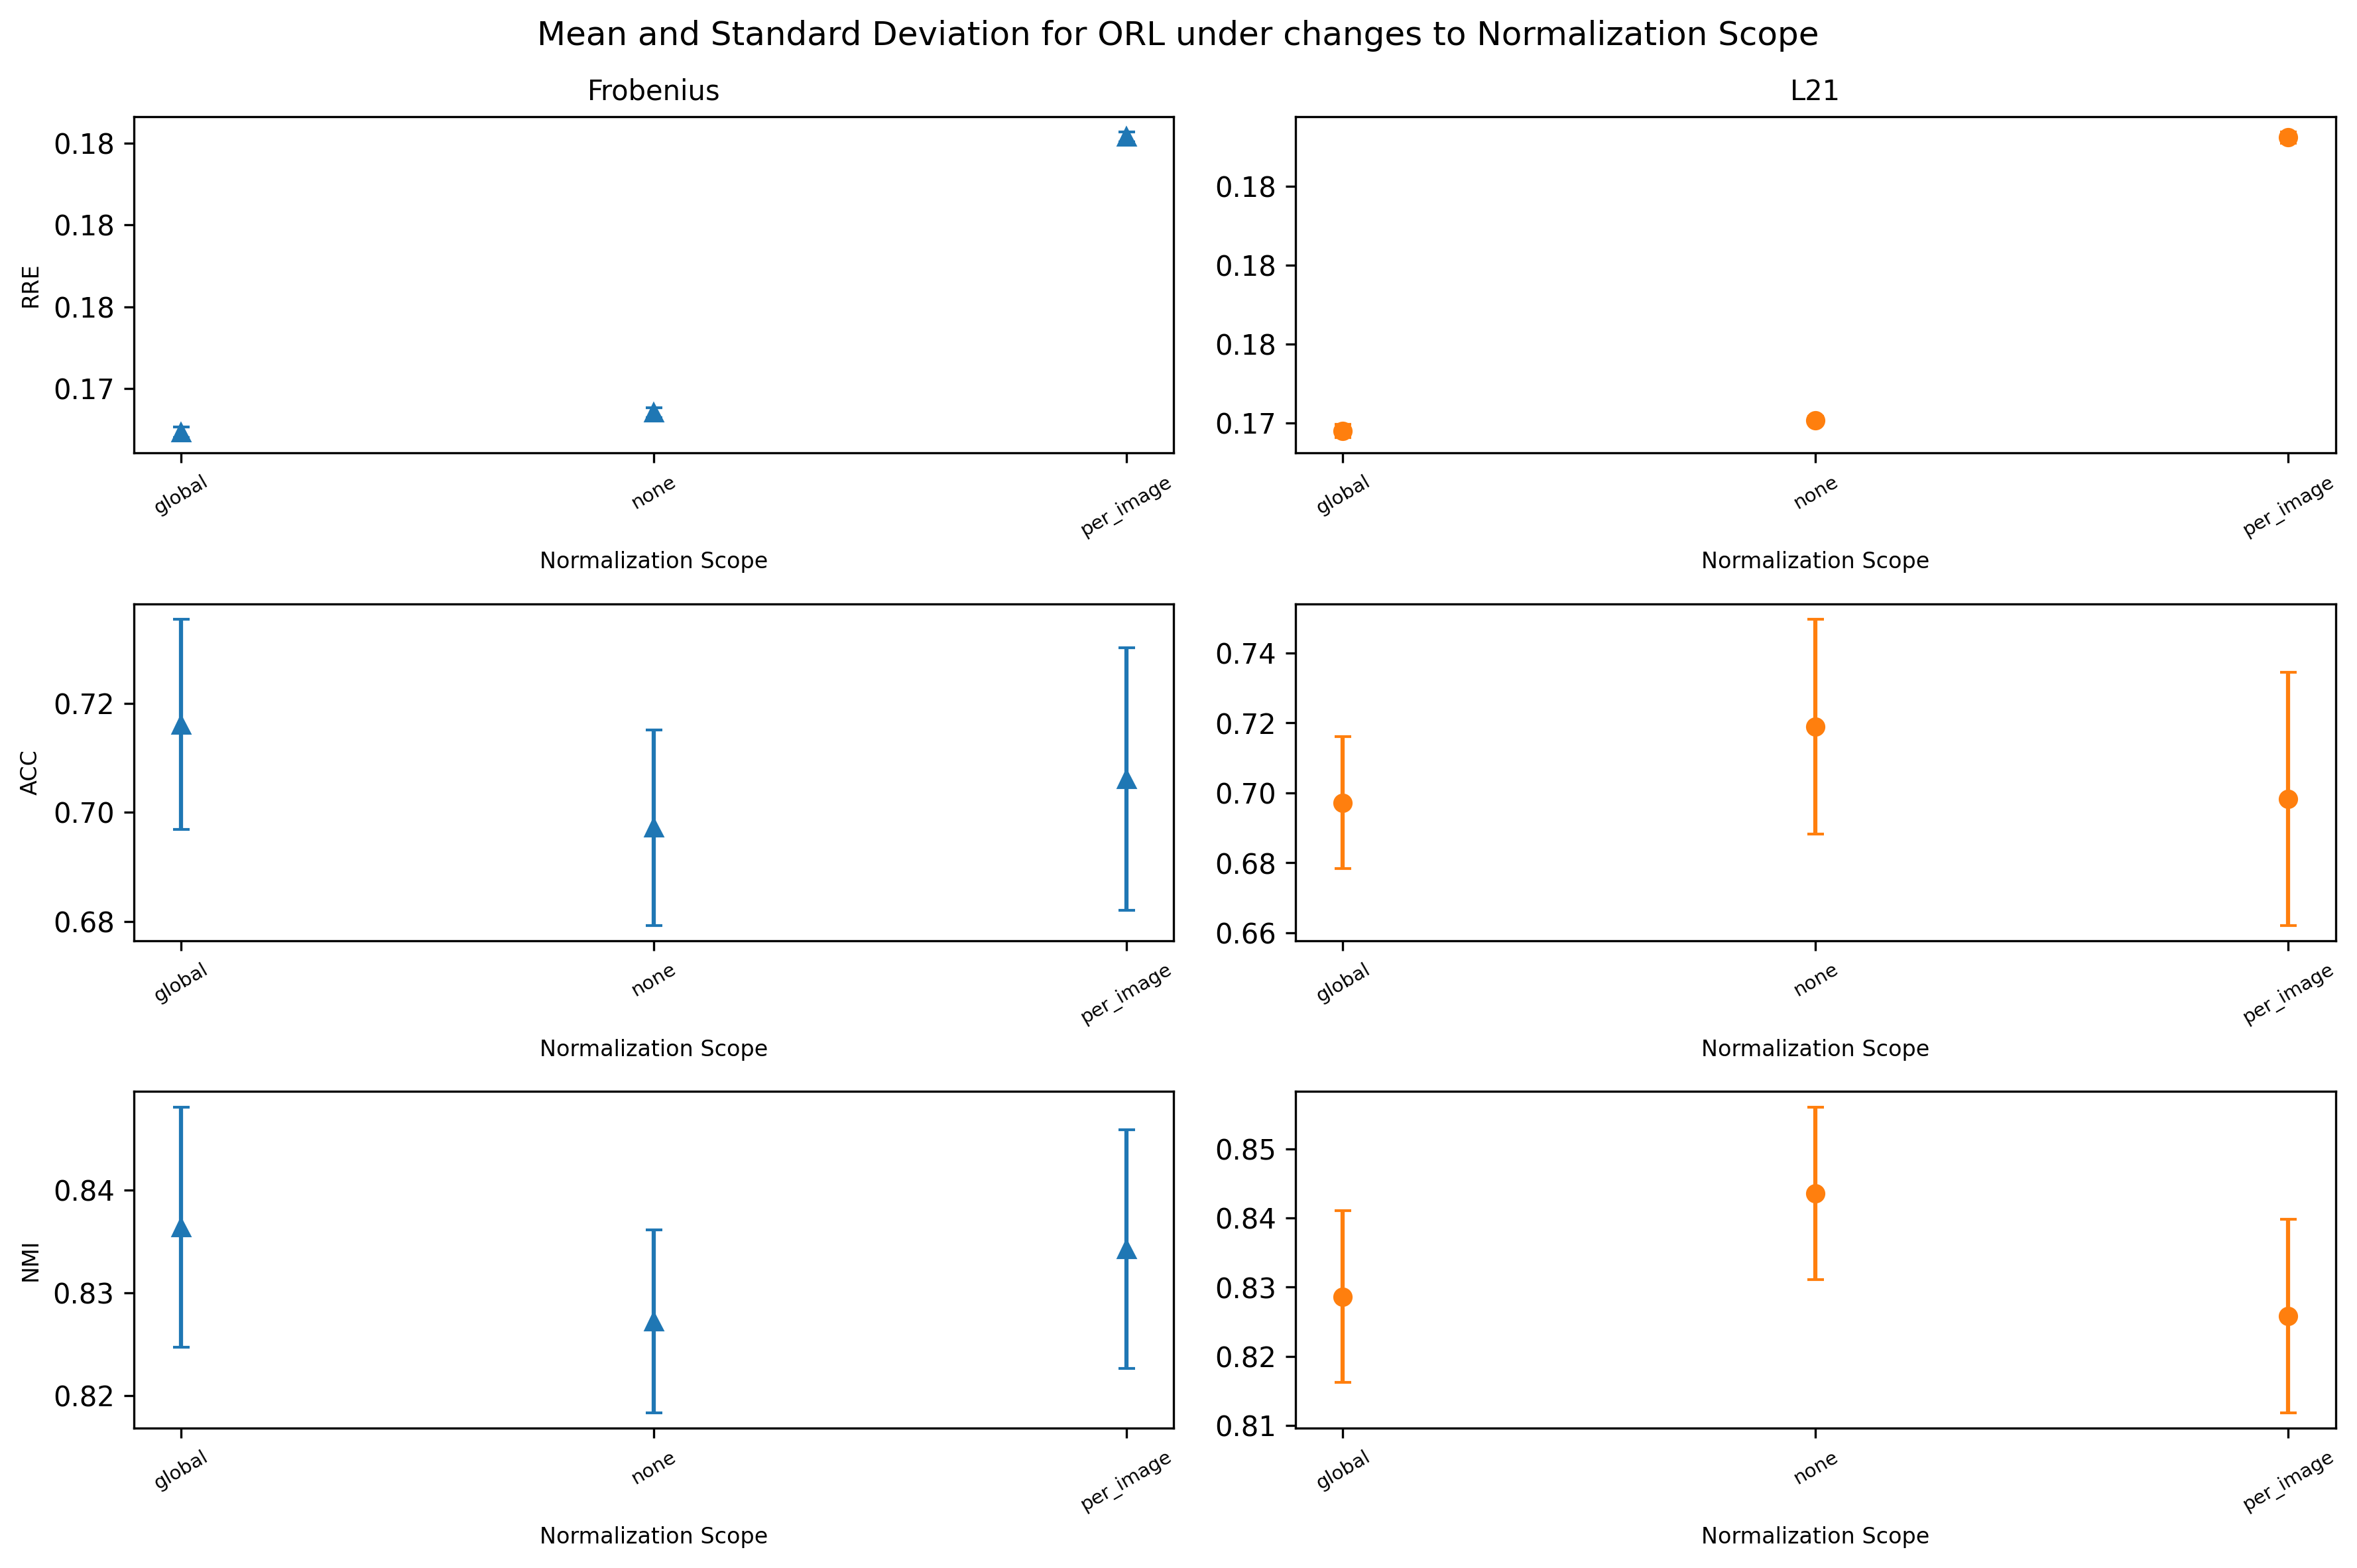 Mean and Standard Deviation for ORL under changes to Normalization Scope
Frobenius
L21
RRE
0.18
0.18
0.18
0.17
global
none
per_image
Normalization Scope
0.18
0.18
0.18
0.17
global
none
per_image
Normalization Scope
ACC
0.72
0.70
0.68
global
none
per_image
Normalization Scope
0.74
0.72
0.70
0.68
0.66
global
none
per_image
Normalization Scope
NMI
0.84
0.83
0.82
global
none
per_image
Normalization Scope
0.85
0.84
0.83
0.82
0.81
global
none
per_image
Normalization Scope